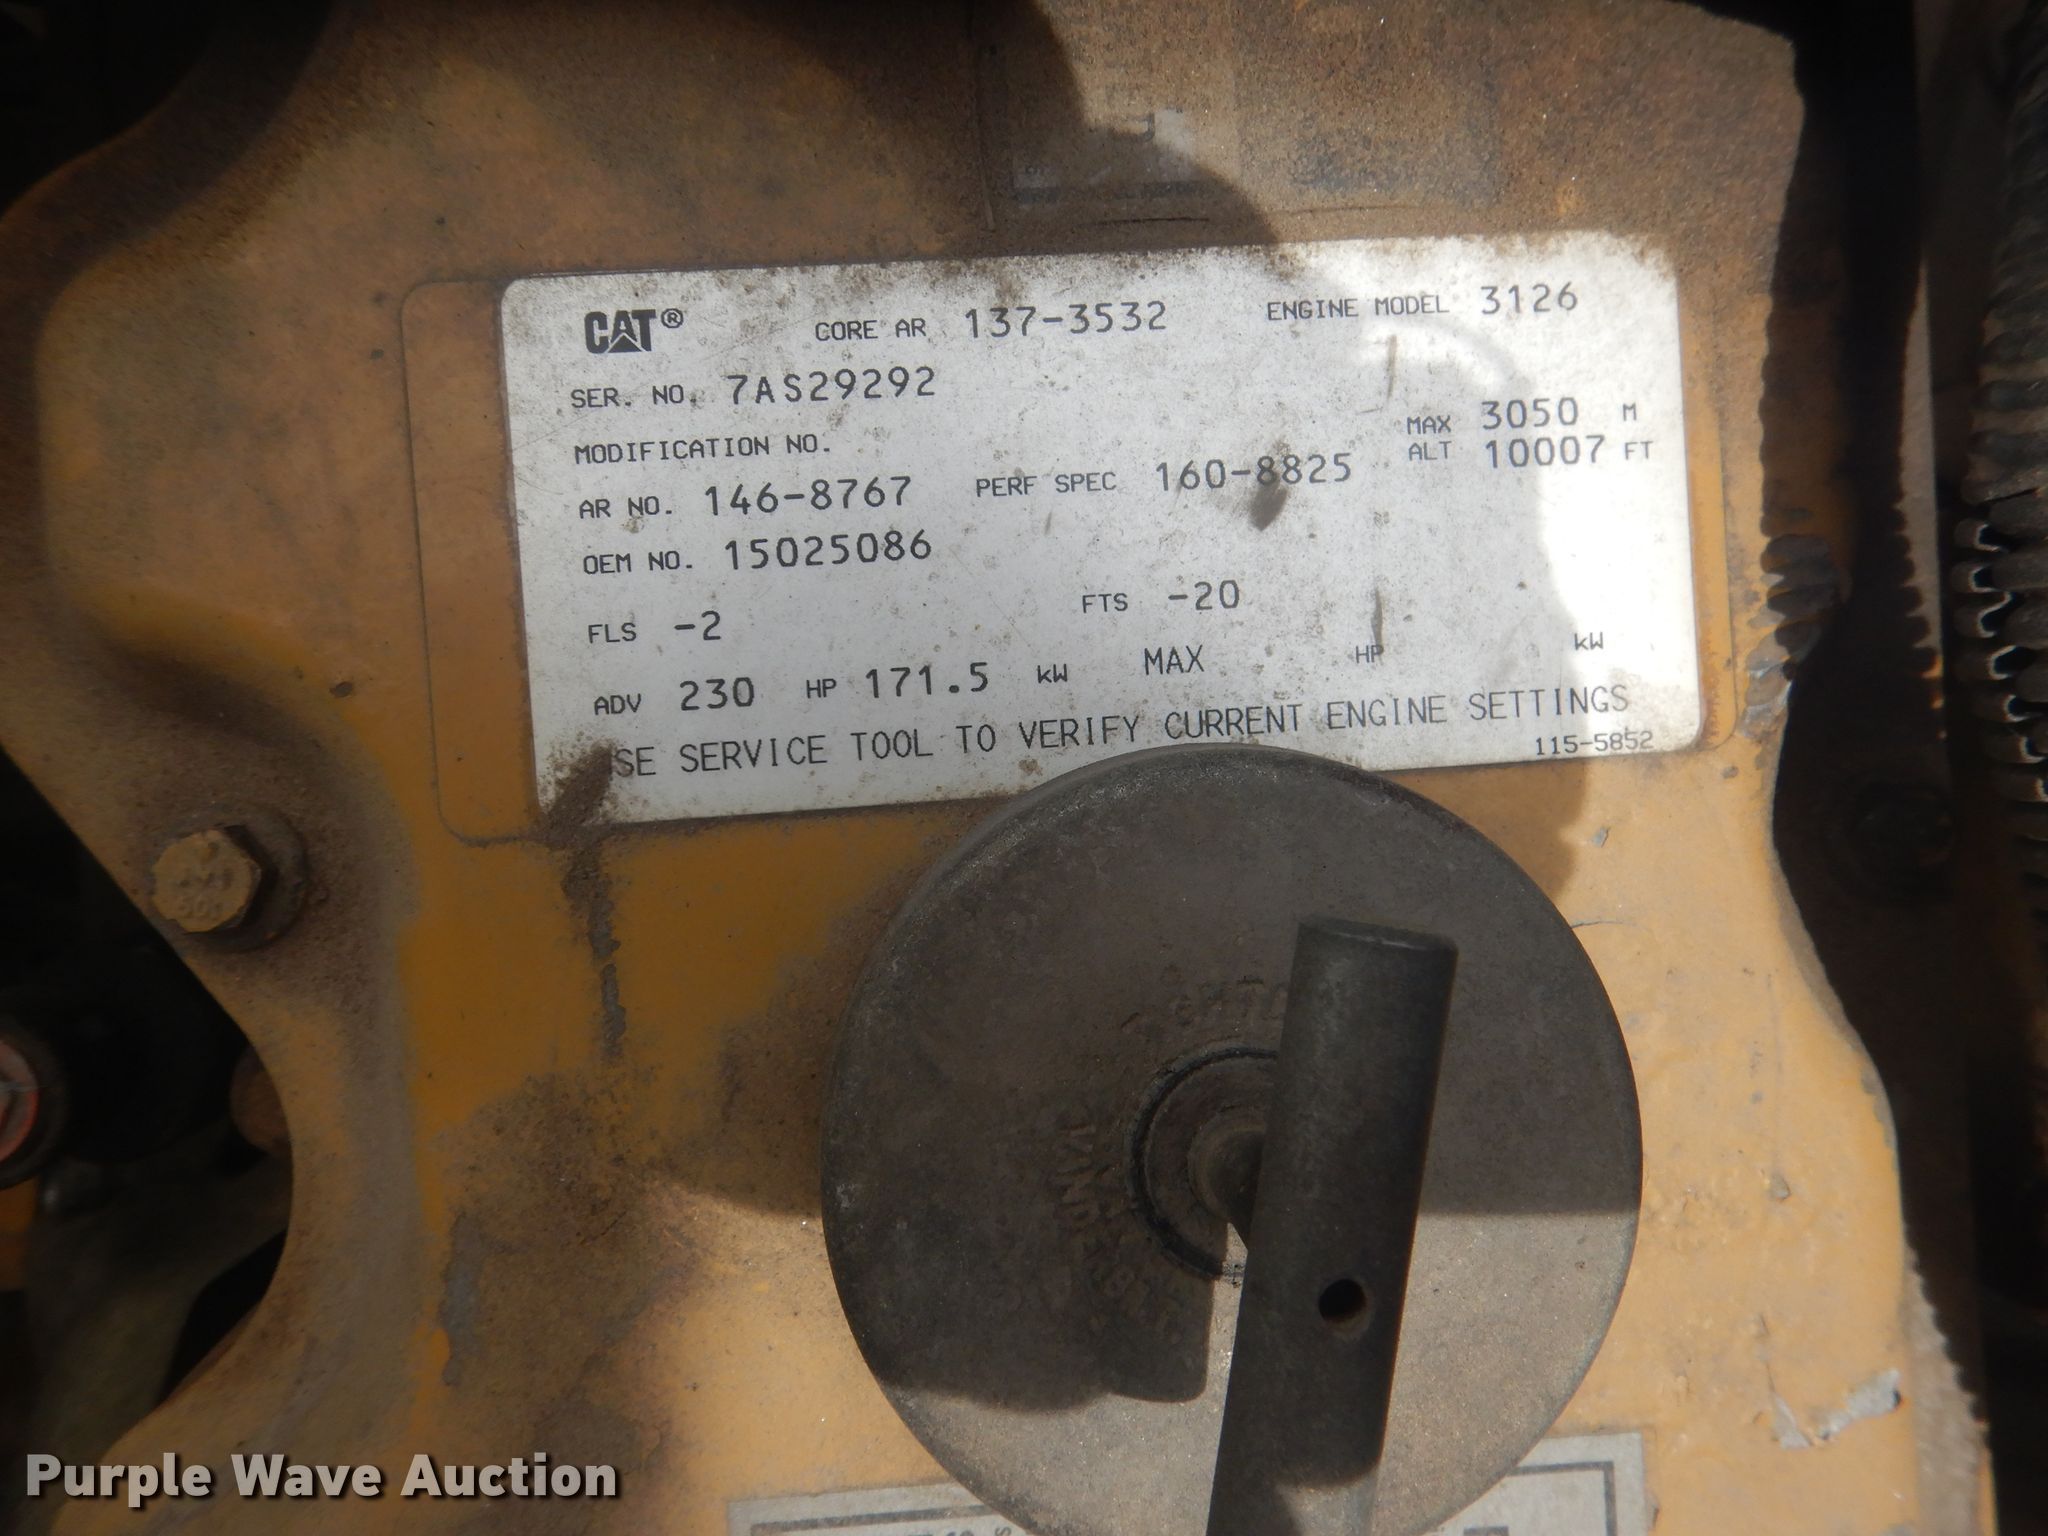 CAT® CORE AR 137-3532 ENGINE MODEL 3126
SER. NO. 7AS29292
MODIFICATION NO. MAX 3050 M
AR NO. 146-8767 PERF SPEC 160-8825 ALT 10007 FT
OEM NO. 15025086
FLS -2 FTS -20
ADV 230 HP 171.5 kW MAX HP kW
SE SERVICE TOOL TO VERIFY CURRENT ENGINE SETTINGS
115-5852
Purple Wave Auction